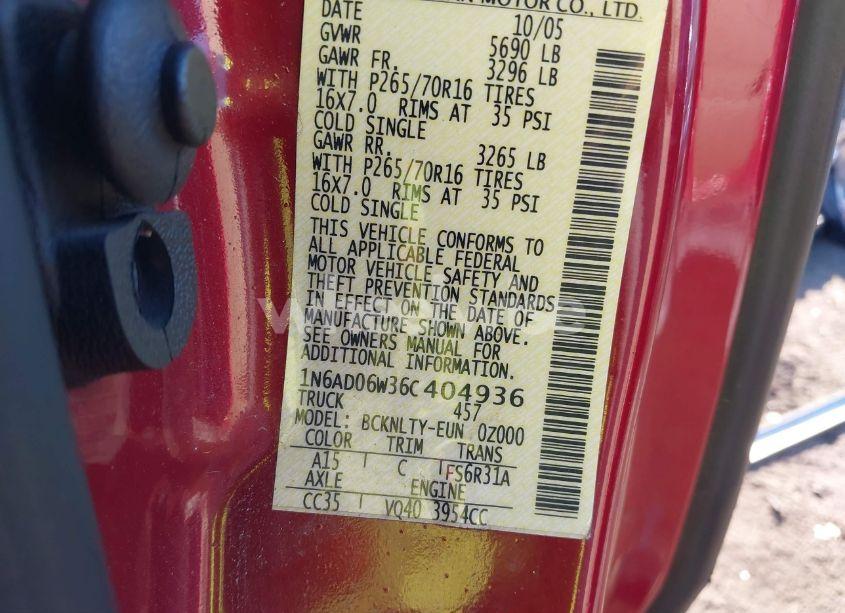 MOTOR CO., LTD.
DATE 10/05
GVWR 5690 LB
GAWR FR. 3296 LB
WITH P265/70R16 TIRES
16X7.0 RIMS AT 35 PSI
COLD SINGLE
GAWR RR. 3265 LB
WITH P265/70R16 TIRES
16X7.0 RIMS AT 35 PSI
COLD SINGLE
THIS VEHICLE CONFORMS TO
ALL APPLICABLE FEDERAL
MOTOR VEHICLE SAFETY AND
THEFT PREVENTION STANDARDS
IN EFFECT ON THE DATE OF
MANUFACTURE SHOWN ABOVE.
SEE OWNERS MANUAL FOR
ADDITIONAL INFORMATION.
1N6AD06W36C404936
TRUCK 457
MODEL: BCKNLTY-EUN 0Z000
COLOR TRIM TRANS
A15 C FS6R31A
AXLE ENGINE
CC35 VQ40 3954CC